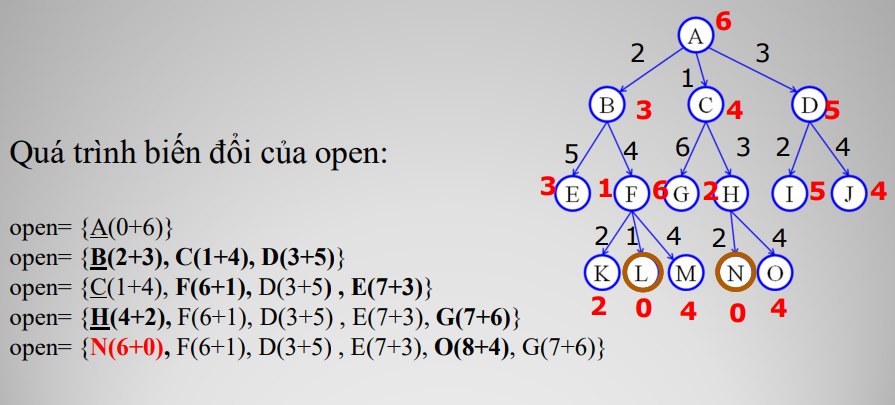 A 6
2 1 3
B 3 C 4 D 5
Quá trình biến đổi của open:
5 4 6 3 2 4
3 E 1 F 6 G 2 H I 5 J 4
open= {A(0+6)}
2 1 4 2 4
open= {B(2+3), C(1+4), D(3+5)}
K L M N O
open= {C(1+4), F(6+1), D(3+5) , E(7+3)}
2 0 4 0 4
open= {H(4+2), F(6+1), D(3+5) , E(7+3), G(7+6)}
open= {N(6+0), F(6+1), D(3+5) , E(7+3), O(8+4), G(7+6)}